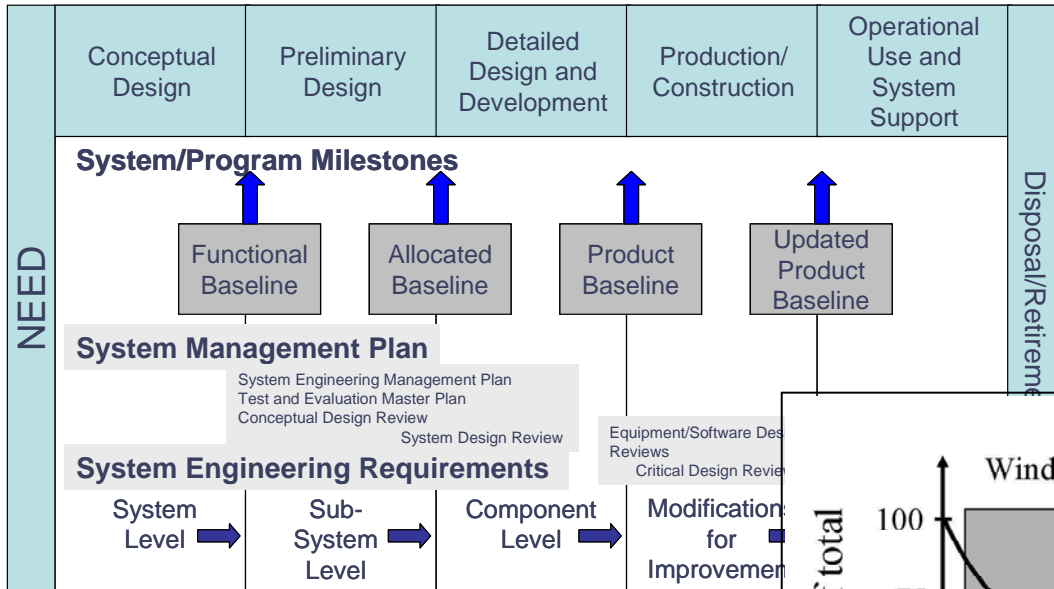 NEED
Conceptual
Design
Preliminary
Design
Detailed
Design and
Development
Production/
Construction
Operational
Use and
System
Support
Disposal/Retireme
System/Program Milestones
Functional
Baseline
Allocated
Baseline
Product
Baseline
Updated
Product
Baseline
System Management Plan
System Engineering Management Plan
Test and Evaluation Master Plan
Conceptual Design Review
System Design Review
Equipment/Software Des
Reviews
Critical Design Review
System Engineering Requirements
System
Level
Sub-
System
Level
Component
Level
Modifications
for
Improvemen
Wind
100
f total